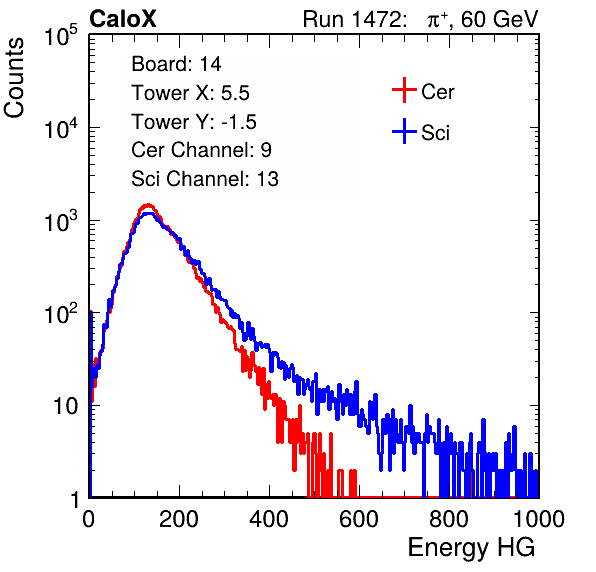 CaloX Run 1472: π⁺, 60 GeV
Board: 14
Tower X: 5.5
Tower Y: -1.5
Cer Channel: 9
Sci Channel: 13
Cer
Sci
Counts
10⁵
10⁴
10³
10²
10
1
0 200 400 600 800 1000
Energy HG